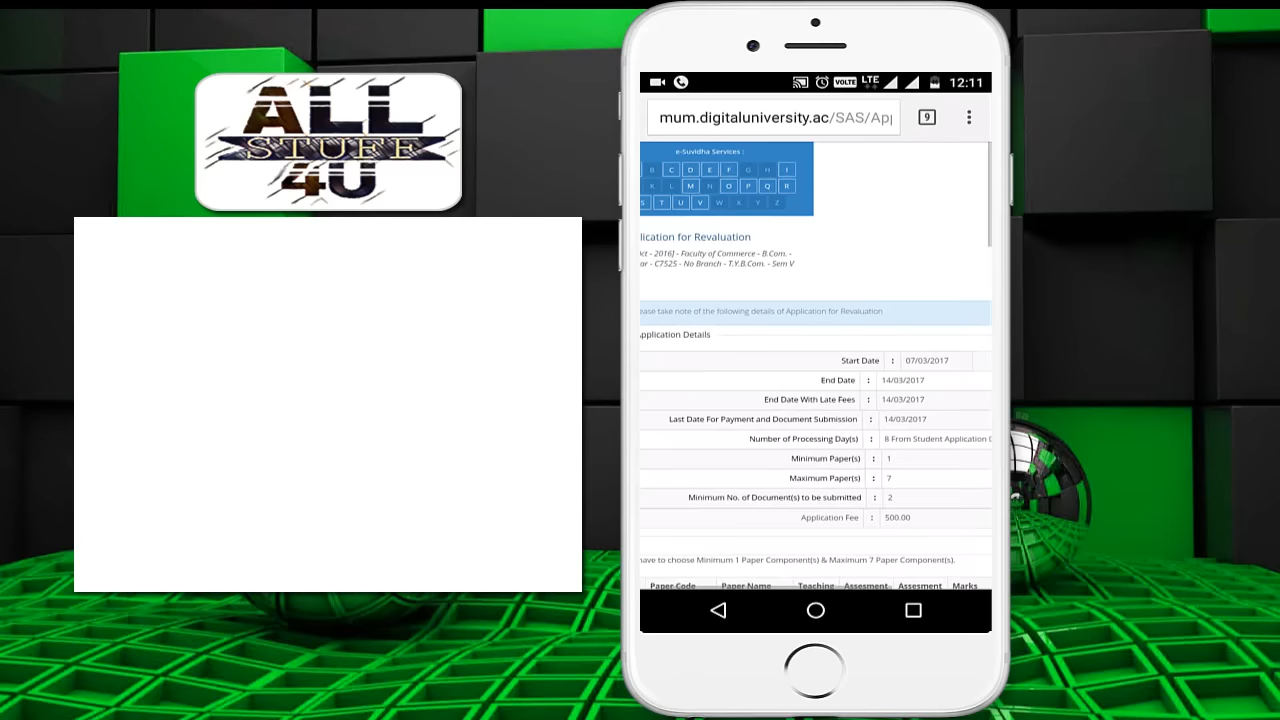 ALL
STUFF
4U
VOLTE LTE 12:11
mum.digitaluniversity.ac/SAS/App
9
e-Suvidha Services :
B C D E F G H I
K L M N O P Q R
S T U V W X Y Z
lication for Revaluation
ct - 2016] - Faculty of Commerce - B.Com. -
ar - C7525 - No Branch - T.Y.B.Com. - Sem V
ease take note of the following details of Application for Revaluation
Application Details
Start Date : 07/03/2017
End Date : 14/03/2017
End Date With Late Fees : 14/03/2017
Last Date For Payment and Document Submission : 14/03/2017
Number of Processing Day(s) : 8 From Student Application D
Minimum Paper(s) : 1
Maximum Paper(s) : 7
Minimum No. of Document(s) to be submitted : 2
Application Fee : 500.00
have to choose Minimum 1 Paper Component(s) & Maximum 7 Paper Component(s).
Paper Code Paper Name Teaching Assesment Assesment Marks